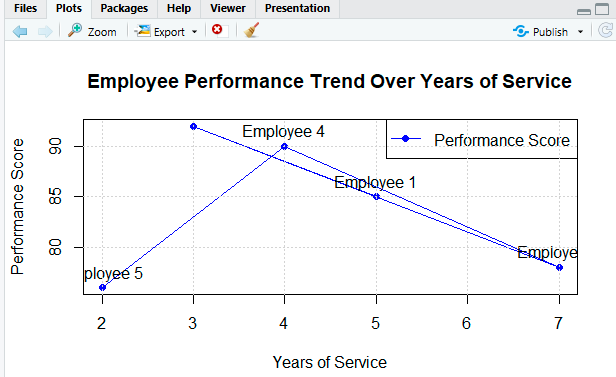 Files Plots Packages Help Viewer Presentation
Zoom Export Publish
Employee Performance Trend Over Years of Service
Performance Score
90
85
80
Employee 4
Performance Score
Employee 1
Employe
ployee 5
2 3 4 5 6 7
Years of Service